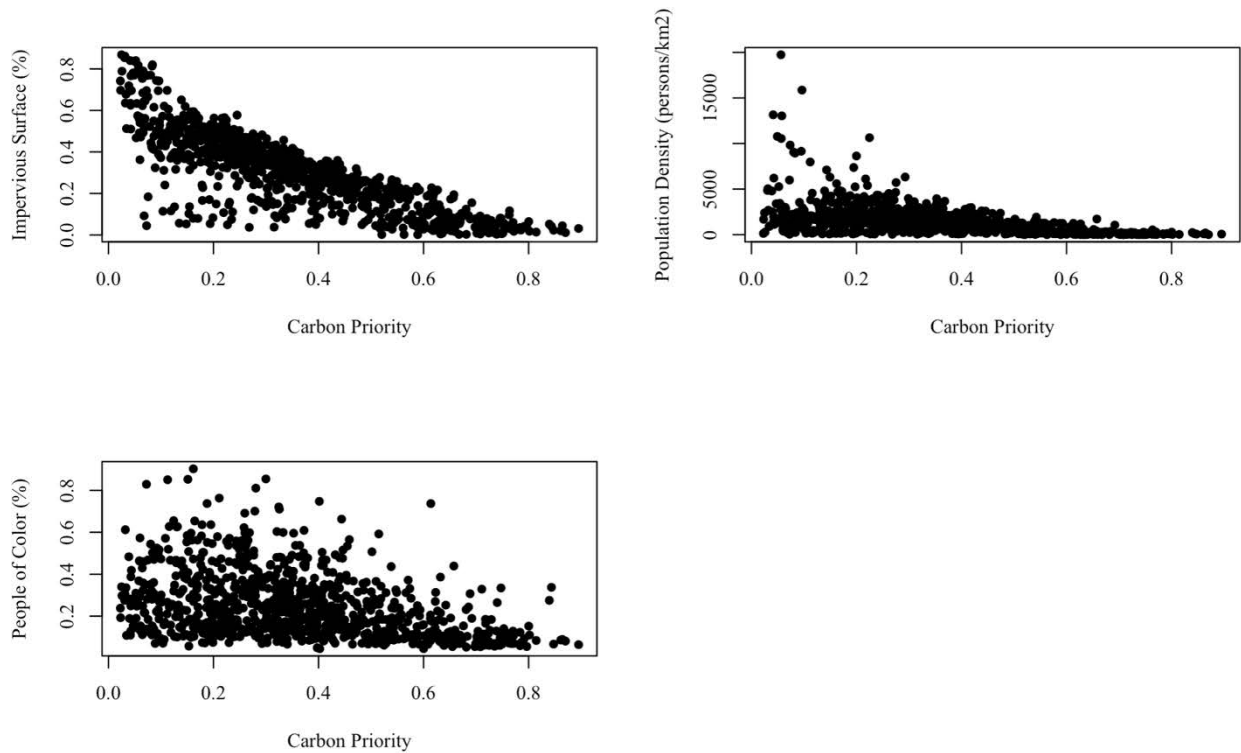 Impervious Surface (%)
0.0 0.2 0.4 0.6 0.8
0.0 0.2 0.4 0.6 0.8
Carbon Priority
Population Density (persons/km2)
0 5000 15000
0.0 0.2 0.4 0.6 0.8
Carbon Priority
People of Color (%)
0.2 0.4 0.6 0.8
0.0 0.2 0.4 0.6 0.8
Carbon Priority